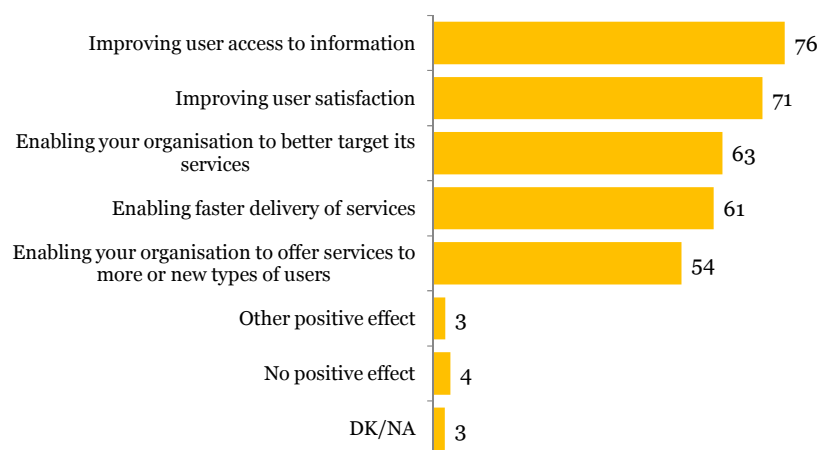 Improving user access to information 76
Improving user satisfaction 71
Enabling your organisation to better target its
services 63
Enabling faster delivery of services 61
Enabling your organisation to offer services to
more or new types of users 54
Other positive effect 3
No positive effect 4
DK/NA 3